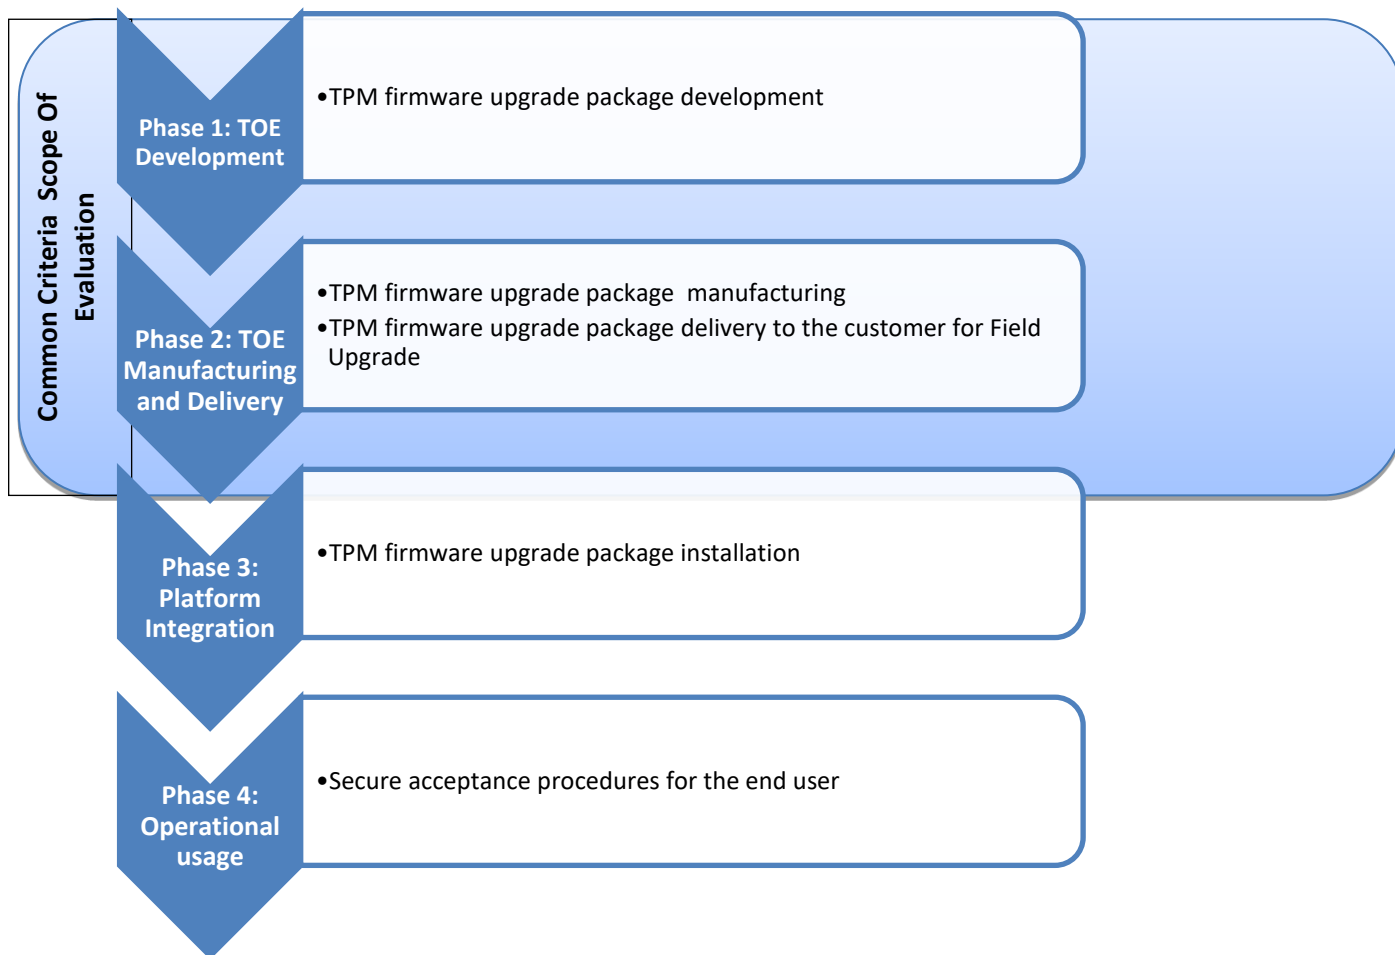 Common Criteria  Scope Of
Evaluation
Phase 1: TOE
Development
•TPM firmware upgrade package development
Phase 2: TOE
Manufacturing
and Delivery
•TPM firmware upgrade package  manufacturing
•TPM firmware upgrade package delivery to the customer for Field
Upgrade
Phase 3:
Platform
Integration
•TPM firmware upgrade package installation
Phase 4:
Operational
usage
•Secure acceptance procedures for the end user